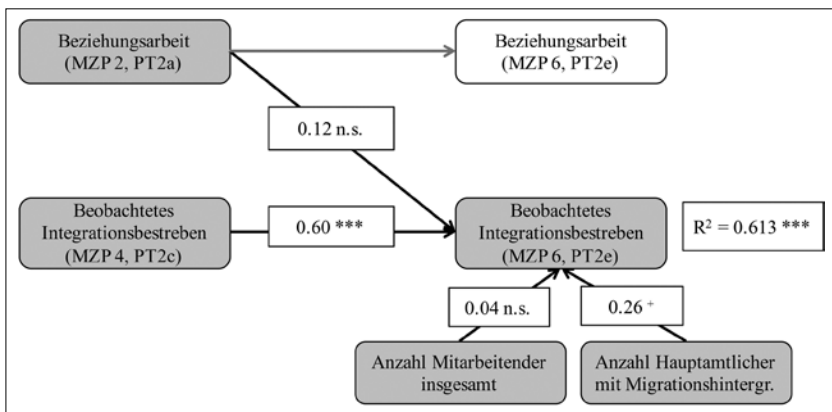 Beziehungsarbeit
(MZP 2, PT2a)
Beziehungsarbeit
(MZP 6, PT2e)
0.12 n.s.
Beobachtetes
Integrationsbestreben
(MZP 4, PT2c)
0.60 ***
Beobachtetes
Integrationsbestreben
(MZP 6, PT2e)
R² = 0.613 ***
0.04 n.s.
0.26 ⁺
Anzahl Mitarbeitender
insgesamt
Anzahl Hauptamtlicher
mit Migrationshintergr.